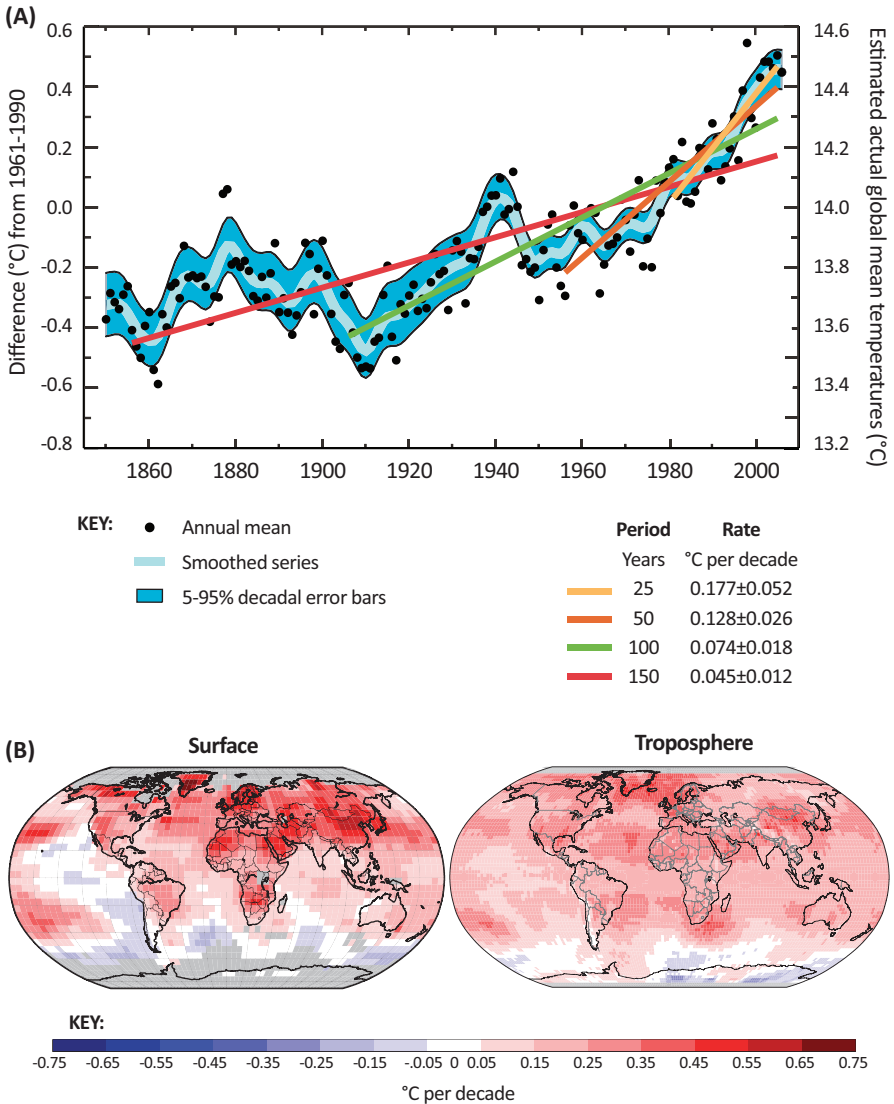 (A)
Difference (°C) from 1961-1990
0.6
0.4
0.2
0.0
-0.2
-0.4
-0.6
-0.8
14.6
14.4
14.2
14.0
13.8
13.6
13.4
13.2
Estimated actual global mean temperatures (°C)
1860 1880 1900 1920 1940 1960 1980 2000
KEY:
Annual mean
Smoothed series
5-95% decadal error bars
Period Rate
Years °C per decade
25 0.177±0.052
50 0.128±0.026
100 0.074±0.018
150 0.045±0.012
(B)
Surface
Troposphere
KEY:
-0.75 -0.65 -0.55 -0.45 -0.35 -0.25 -0.15 -0.05 0 0.05 0.15 0.25 0.35 0.45 0.55 0.65 0.75
°C per decade